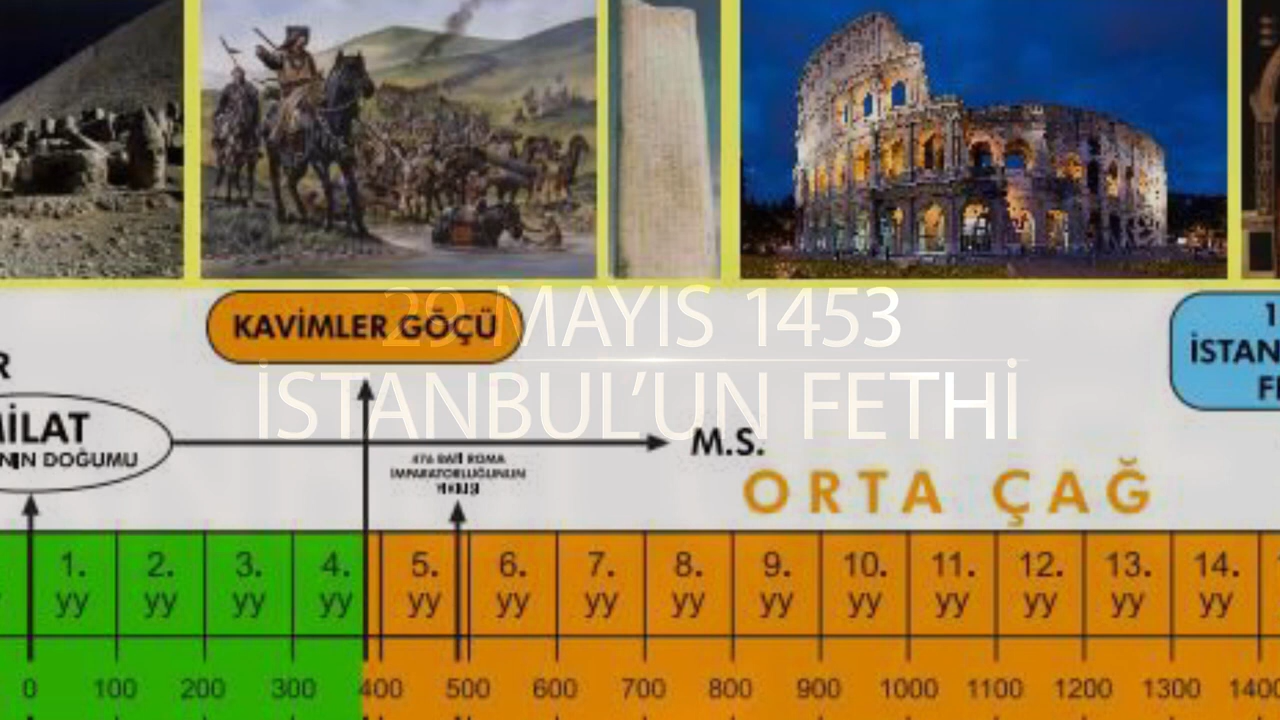 29 MAYIS 1453
İSTANBUL'UN FETHİ
KAVİMLER GÖÇÜ
1
İSTAN
FE
R
MİLAT
NIN DOĞUMU
M.S.
476 BATI ROMA
İMPARATORLUĞUNUN
YIKILIŞI
ORTA ÇAĞ
1. 2. 3. 4. 5. 6. 7. 8. 9. 10. 11. 12. 13. 14.
yy yy yy yy yy yy yy yy yy yy yy yy yy yy
0 100 200 300 400 500 600 700 800 900 1000 1100 1200 1300 1400